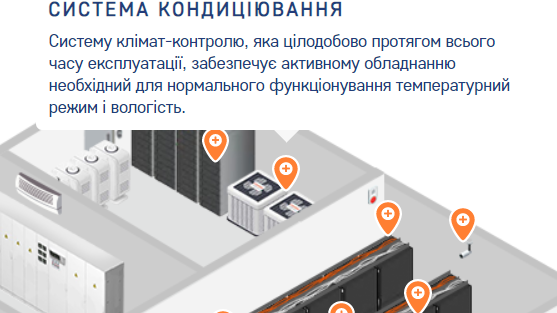 СИСТЕМА КОНДИЦІЮВАННЯ
Систему клімат-контролю, яка цілодобово протягом всього
часу експлуатації, забезпечує активному обладнанню
необхідний для нормального функціонування температурний
режим і вологість.